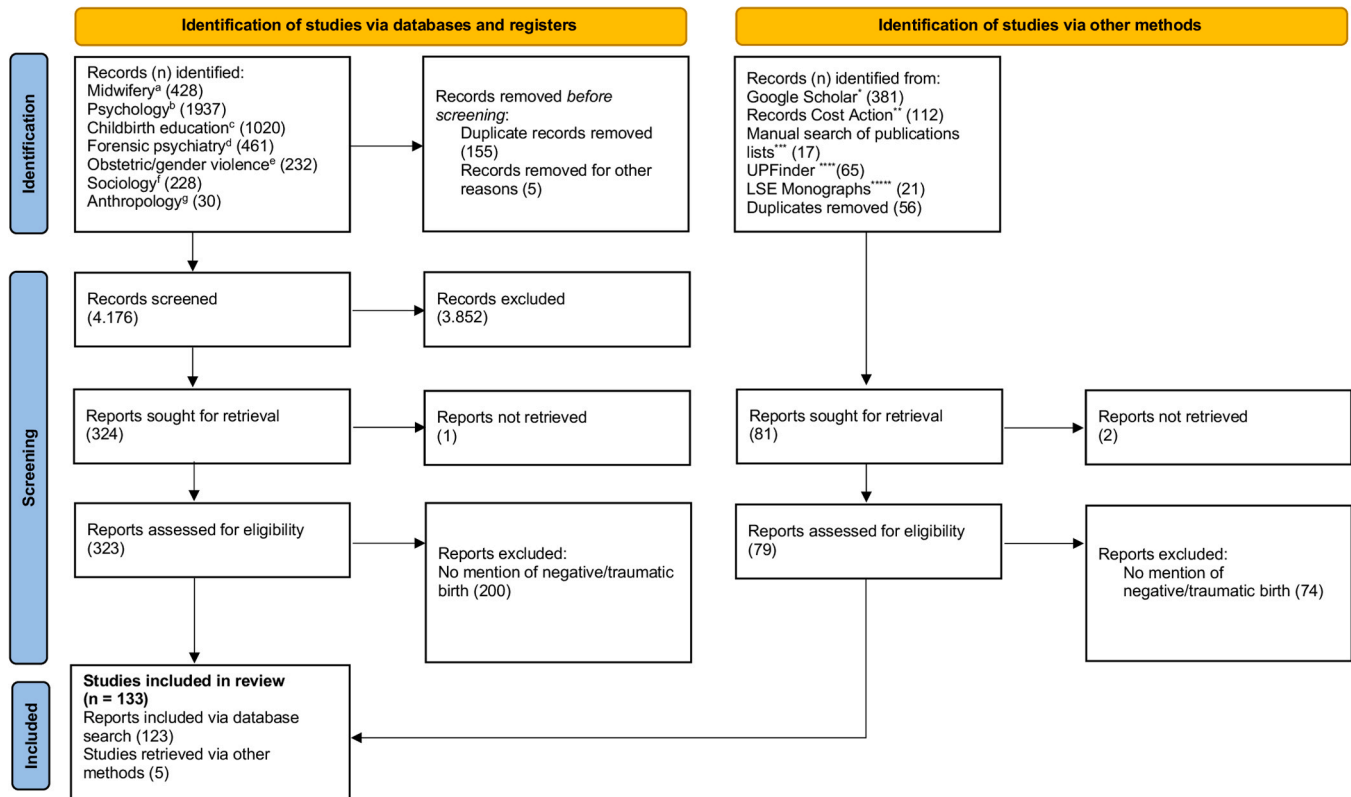 Identification of studies via databases and registers
Identification of studies via other methods
Identification
Records (n) identified:
Midwiferyᵃ (428)
Psychologyᵇ (1937)
Childbirth educationᶜ (1020)
Forensic psychiatryᵈ (461)
Obstetric/gender violenceᵉ (232)
Sociologyᶠ (228)
Anthropologyᵍ (30)
Records removed before
screening:
Duplicate records removed
(155)
Records removed for other
reasons (5)
Records (n) identified from:
Google Scholar* (381)
Records Cost Action** (112)
Manual search of publications
lists*** (17)
UPFinder ****(65)
LSE Monographs***** (21)
Duplicates removed (56)
Screening
Records screened
(4.176)
Records excluded
(3.852)
Reports sought for retrieval
(324)
Reports not retrieved
(1)
Reports sought for retrieval
(81)
Reports not retrieved
(2)
Reports assessed for eligibility
(323)
Reports excluded:
No mention of negative/traumatic
birth (200)
Reports assessed for eligibility
(79)
Reports excluded:
No mention of
negative/traumatic birth (74)
Included
Studies included in review
(n = 133)
Reports included via database
search (123)
Studies retrieved via other
methods (5)